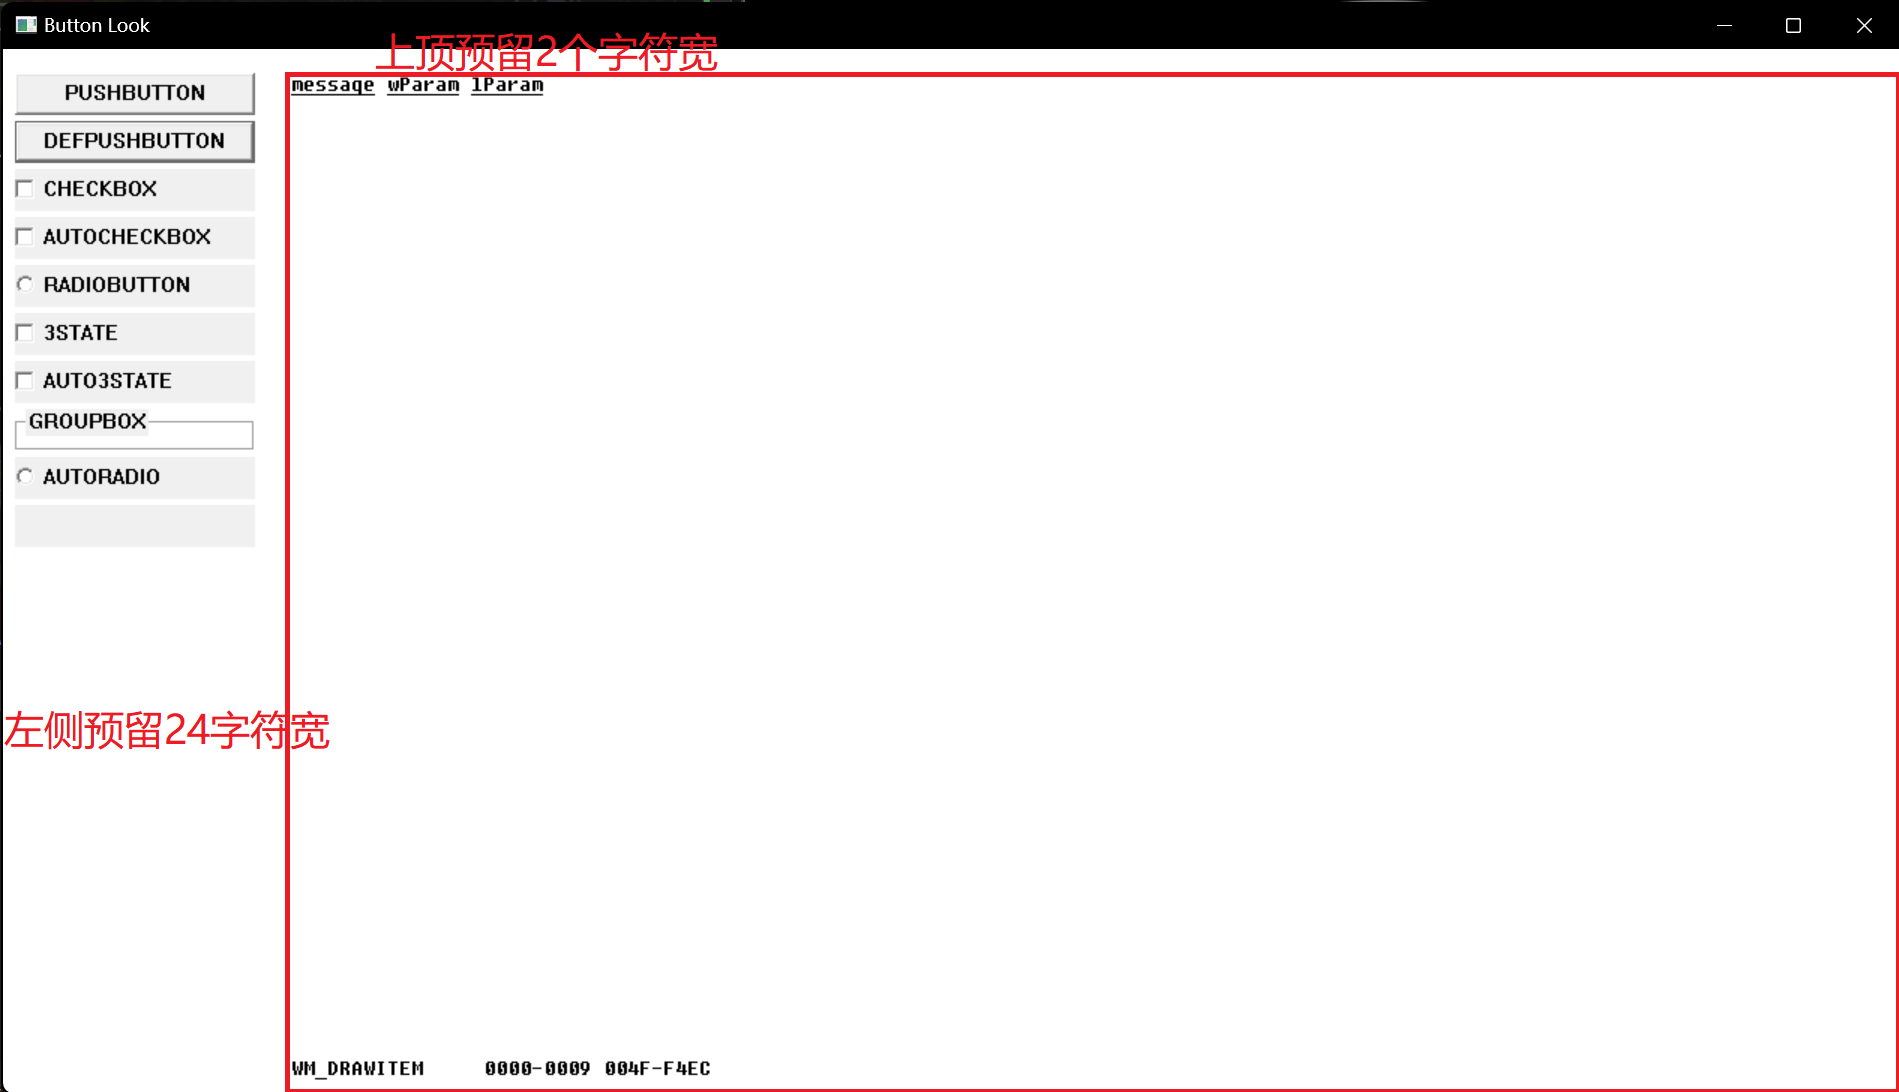 Button Look
上顶预留2个字符宽
message wParam lParam
PUSHBUTTON
DEFPUSHBUTTON
CHECKBOX
AUTOCHECKBOX
RADIOBUTTON
3STATE
AUTO3STATE
GROUPBOX
AUTORADIO
左侧预留24字符宽
WM_DRAWITEM 0000-0009 004F-F4EC